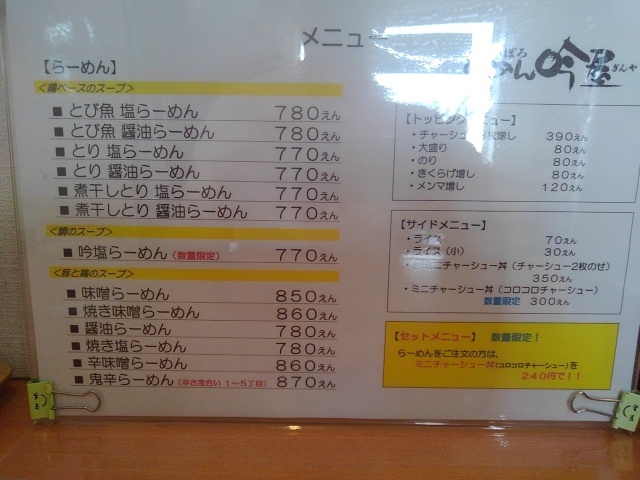 メニュー
【らーめん】
<鶏ベースのスープ>
■ とび魚 塩らーめん 780えん
■ とび魚 醤油らーめん 780えん
■ とり 塩らーめん 770えん
■ とり 醤油らーめん 770えん
■ 煮干しとり 塩らーめん 770えん
■ 煮干しとり 醤油らーめん 770えん
<鯛のスープ>
■ 吟塩らーめん (数量限定) 770えん
<豚と鶏のスープ>
■ 味噌らーめん 850えん
■ 焼き味噌らーめん 860えん
■ 醤油らーめん 780えん
■ 焼き塩らーめん 780えん
■ 辛味噌らーめん 860えん
■ 鬼辛らーめん (辛さ度合い 1~5丁目) 870えん
ぽろ
めん吟屋 ぎんや
【トッピングメニュー】
・チャーシュー 枚増し 390えん
・大盛り 80えん
・のり 80えん
・きくらげ増し 80えん
・メンマ増し 120えん
【サイドメニュー】
・ライス 70えん
・ライス(小) 30えん
・ミニチャーシュー丼(チャーシュー2枚のせ)
350えん
・ミニチャーシュー丼(コロコロチャーシュー)
数量限定 300えん
【セットメニュー】 数量限定!
らーめんをご注文の方は、
ミニチャーシュー丼(コロコロチャーシュー)を
240円で!!